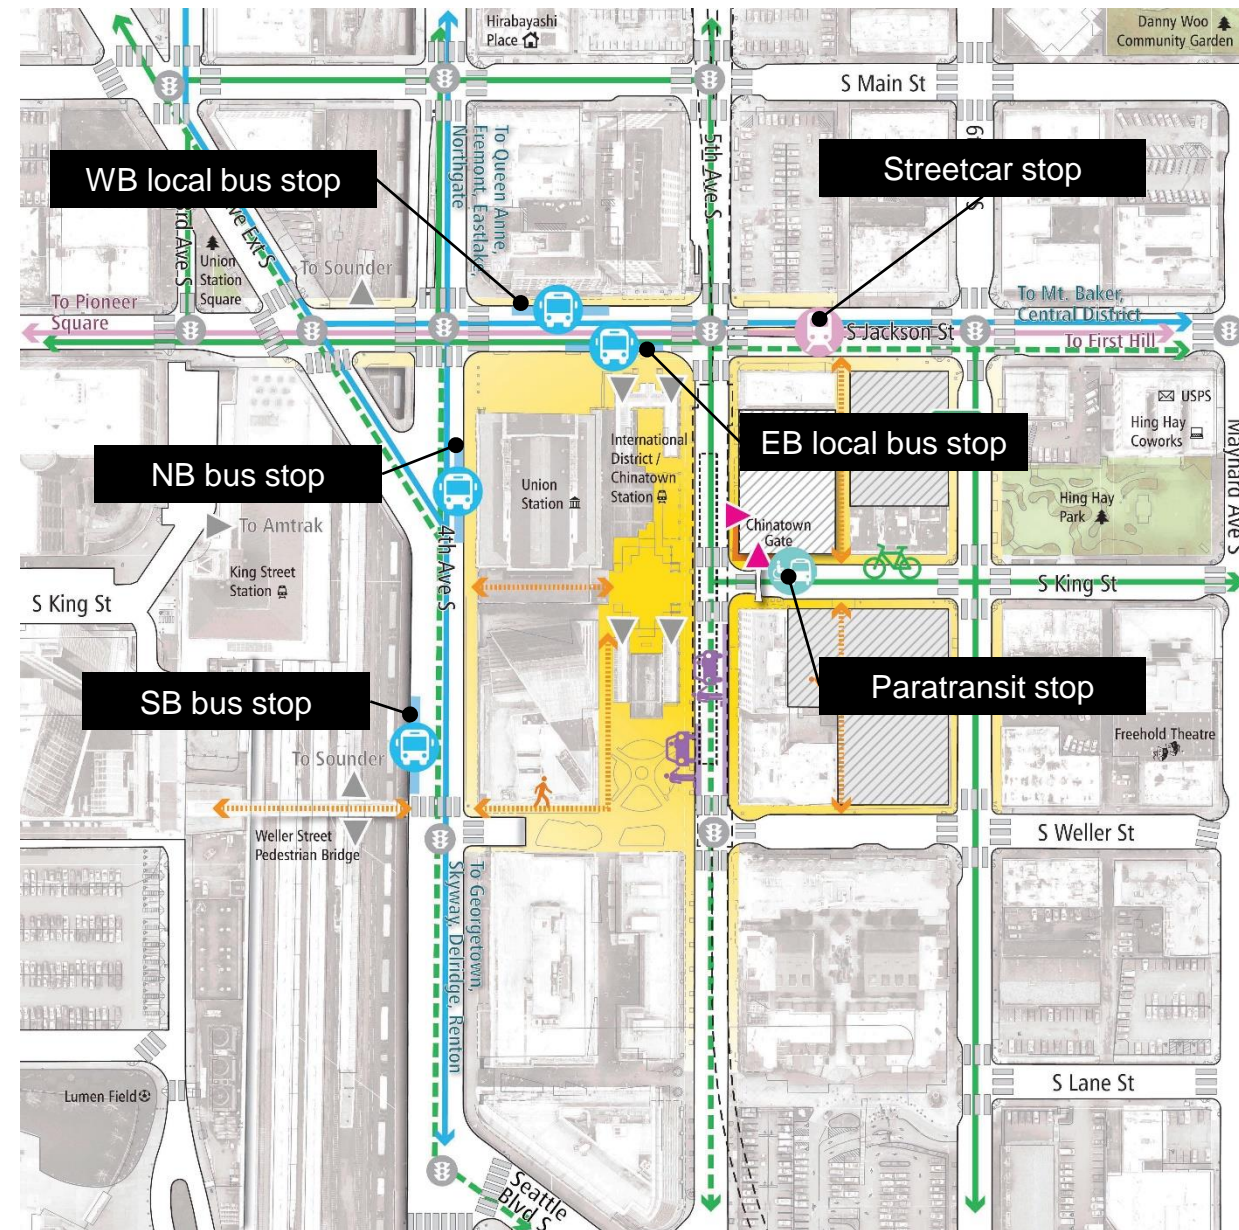 Hirabayashi
Place
Danny Woo
Community Garden
S Main St
WB local bus stop
To Queen Anne,
Fremont, Eastlake,
Northgate
5th Ave S
Streetcar stop
3rd Ave S
Ave Ext S
Union
Station
Square
To Sounder
To Pioneer
Square
To Mt. Baker,
Central District
S Jackson St
To First Hill
USPS
Hing Hay
Coworks
Maynard Ave S
NB bus stop
EB local bus stop
International
District /
Chinatown
Station
Union
Station
4th Ave S
Chinatown
Gate
Hing Hay
Park
To Amtrak
King Street
Station
S King St
S King St
SB bus stop
Paratransit stop
Freehold Theatre
To Sounder
Weller Street
Pedestrian Bridge
S Weller St
To Georgetown,
Skyway, Delridge, Renton
Lumen Field
S Lane St
Seattle
Blvd S